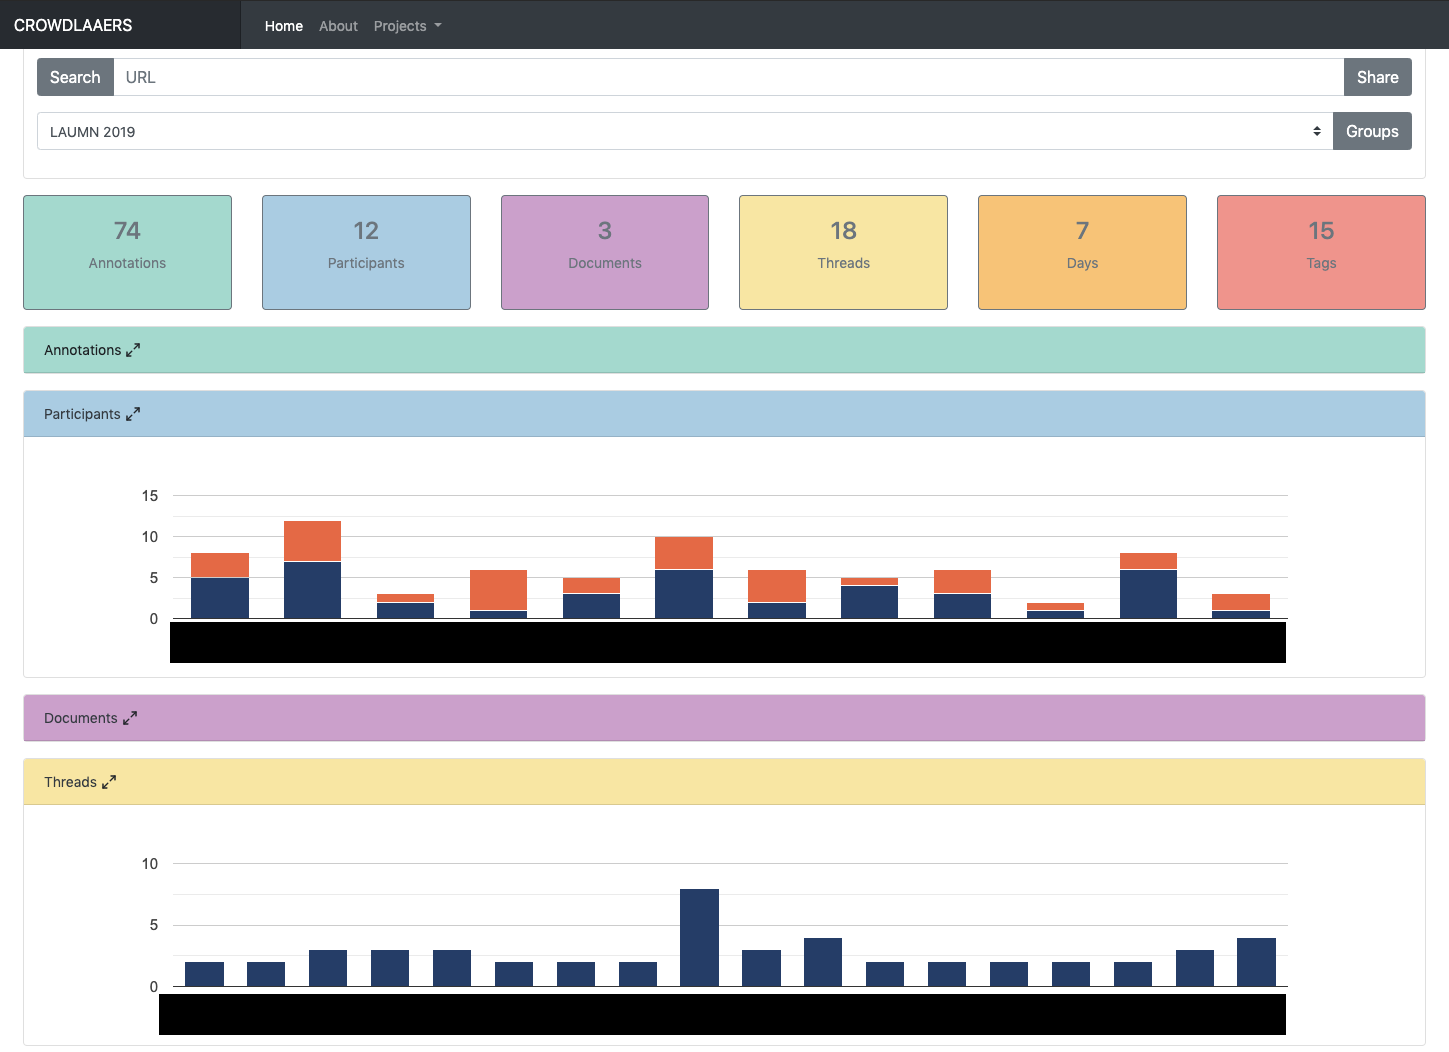 CROWDLAAERS Home About Projects
Search URL Share
LAUMN 2019 Groups
74 12 3 18 7 15
Annotations Participants Documents Threads Days Tags
Annotations
Participants
15
10
5
0
Documents
Threads
10
5
0